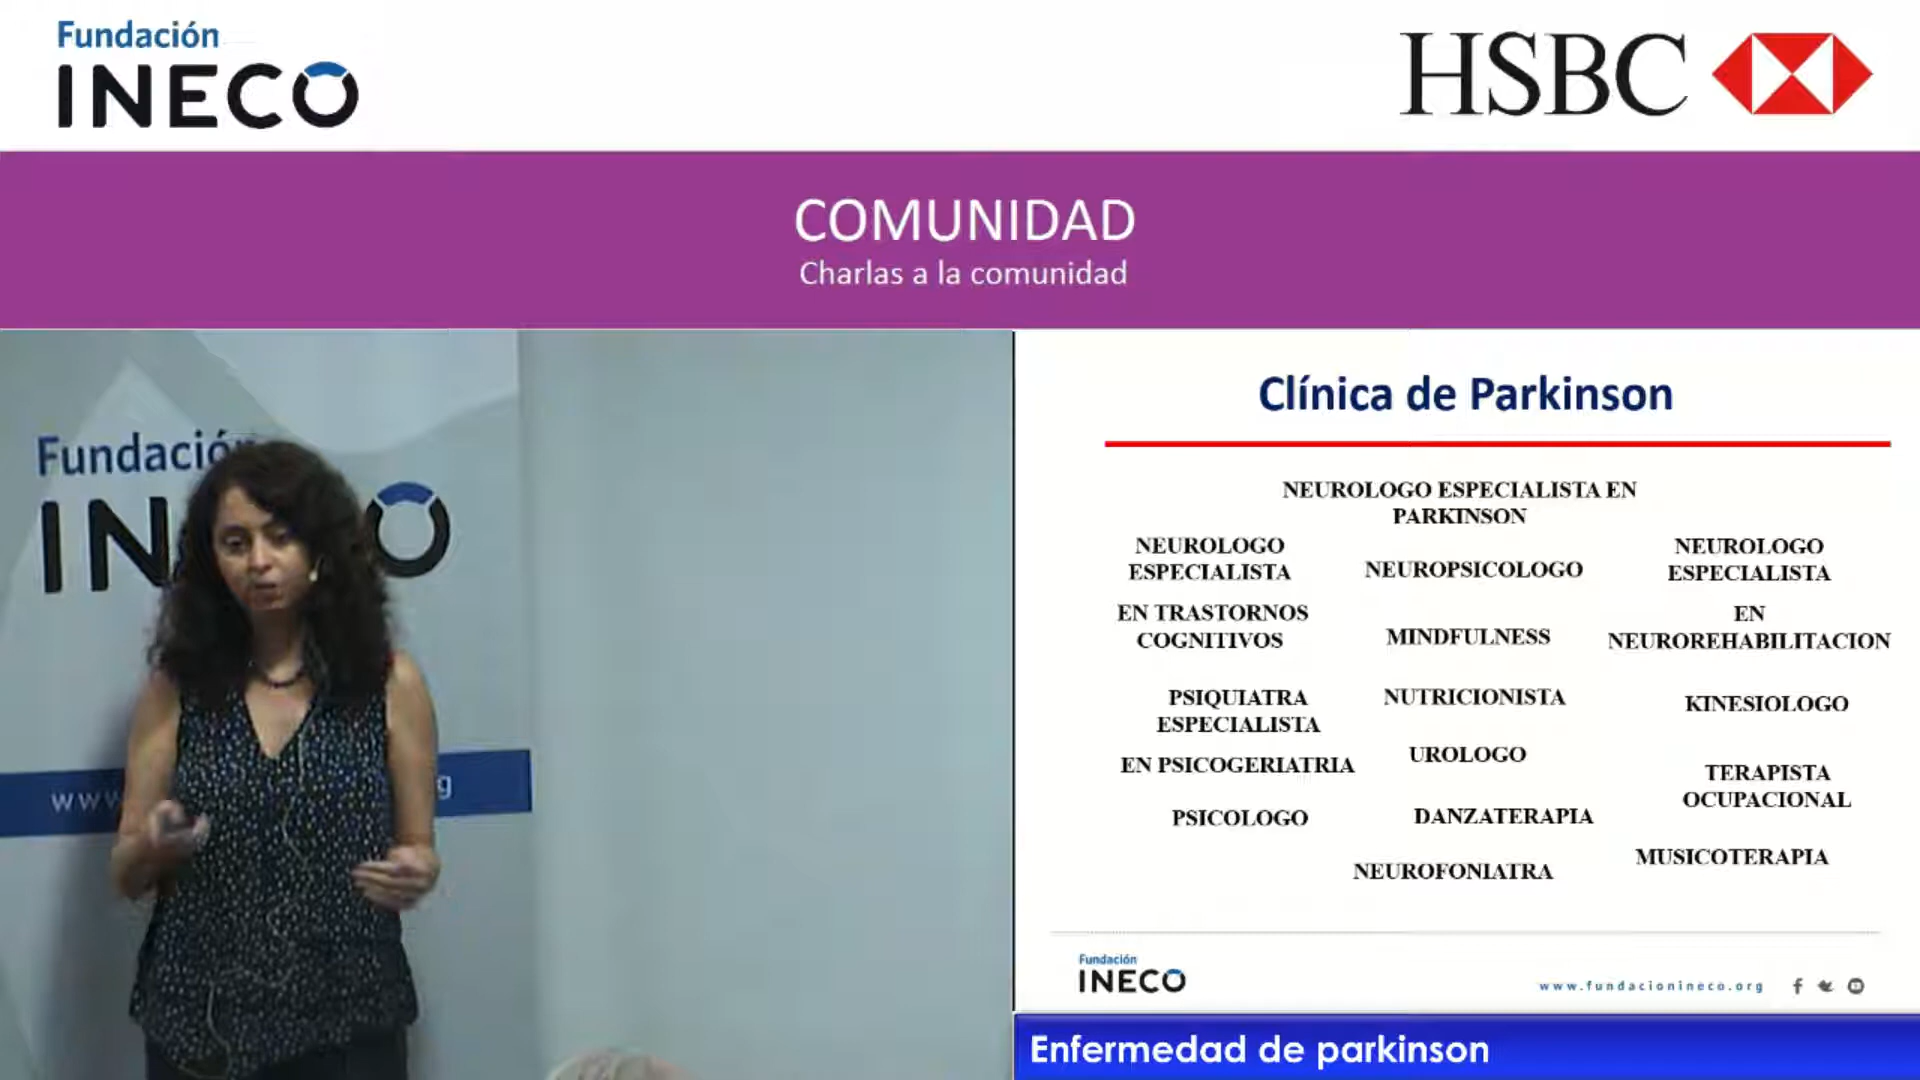 Fundación
INECO
HSBC
COMUNIDAD
Charlas a la comunidad
Fundación
IN O
www g
Clínica de Parkinson
NEUROLOGO ESPECIALISTA EN
PARKINSON
NEUROLOGO
ESPECIALISTA
EN TRASTORNOS
COGNITIVOS
PSIQUIATRA
ESPECIALISTA
EN PSICOGERIATRIA
PSICOLOGO
NEUROPSICOLOGO
MINDFULNESS
NUTRICIONISTA
UROLOGO
DANZATERAPIA
NEUROFONIATRA
NEUROLOGO
ESPECIALISTA
EN
NEUROREHABILITACION
KINESIOLOGO
TERAPISTA
OCUPACIONAL
MUSICOTERAPIA
Fundación
INECO
www.fundacionineco.org
Enfermedad de parkinson